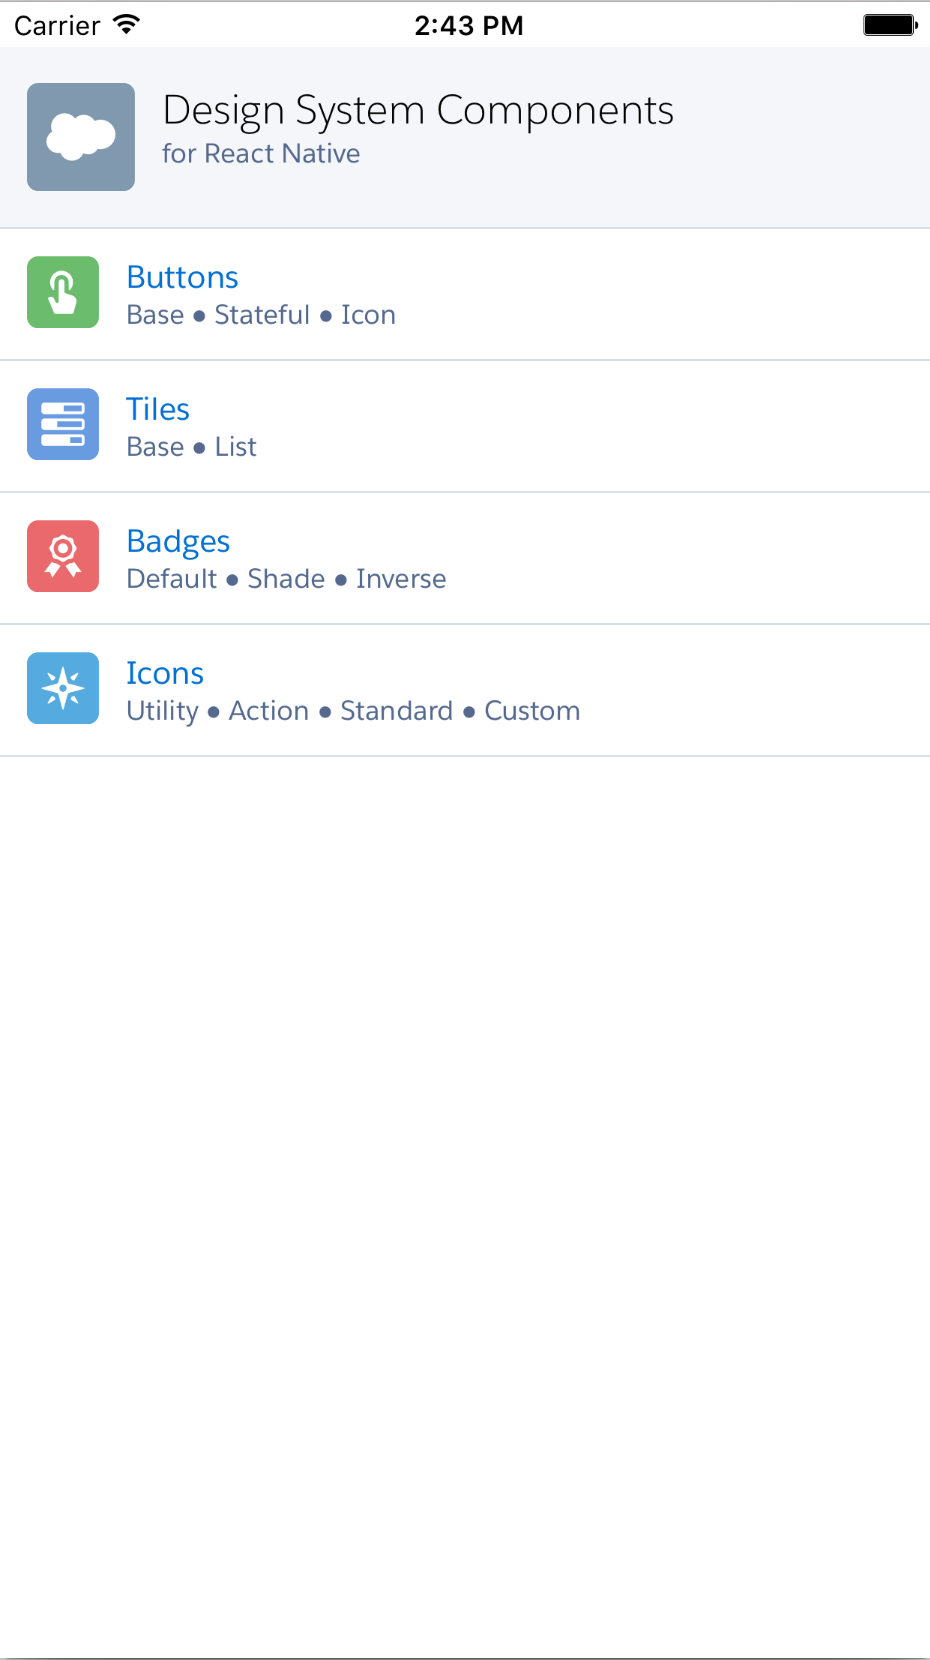 Carrier 2:43 PM
Design System Components
for React Native
Buttons
Base ● Stateful ● Icon
Tiles
Base ● List
Badges
Default ● Shade ● Inverse
Icons
Utility ● Action ● Standard ● Custom